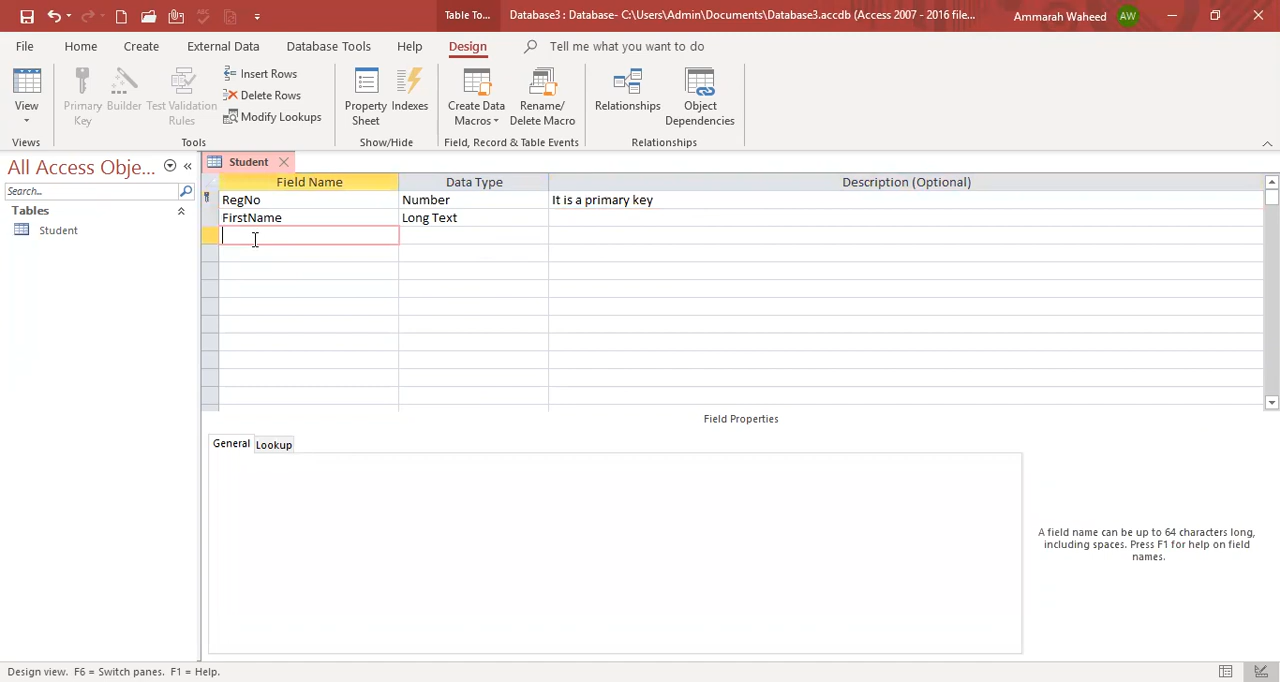 Table To...
Database3 : Database- C:\Users\Admin\Documents\Database3.accdb (Access 2007 - 2016 file...
Ammarah Waheed
AW
File
Home
Create
External Data
Database Tools
Help
Design
Tell me what you want to do
View
Primary Key
Builder
Test Validation Rules
Insert Rows
Delete Rows
Modify Lookups
Property Sheet
Indexes
Create Data Macros
Rename/ Delete Macro
Relationships
Object Dependencies
Views
Tools
Show/Hide
Field, Record & Table Events
Relationships
All Access Obje...
Search...
Tables
Student
Student
Field Name
Data Type
Description (Optional)
RegNo
Number
It is a primary key
FirstName
Long Text
Field Properties
General
Lookup
A field name can be up to 64 characters long,
including spaces. Press F1 for help on field
names.
Design view. F6 = Switch panes. F1 = Help.